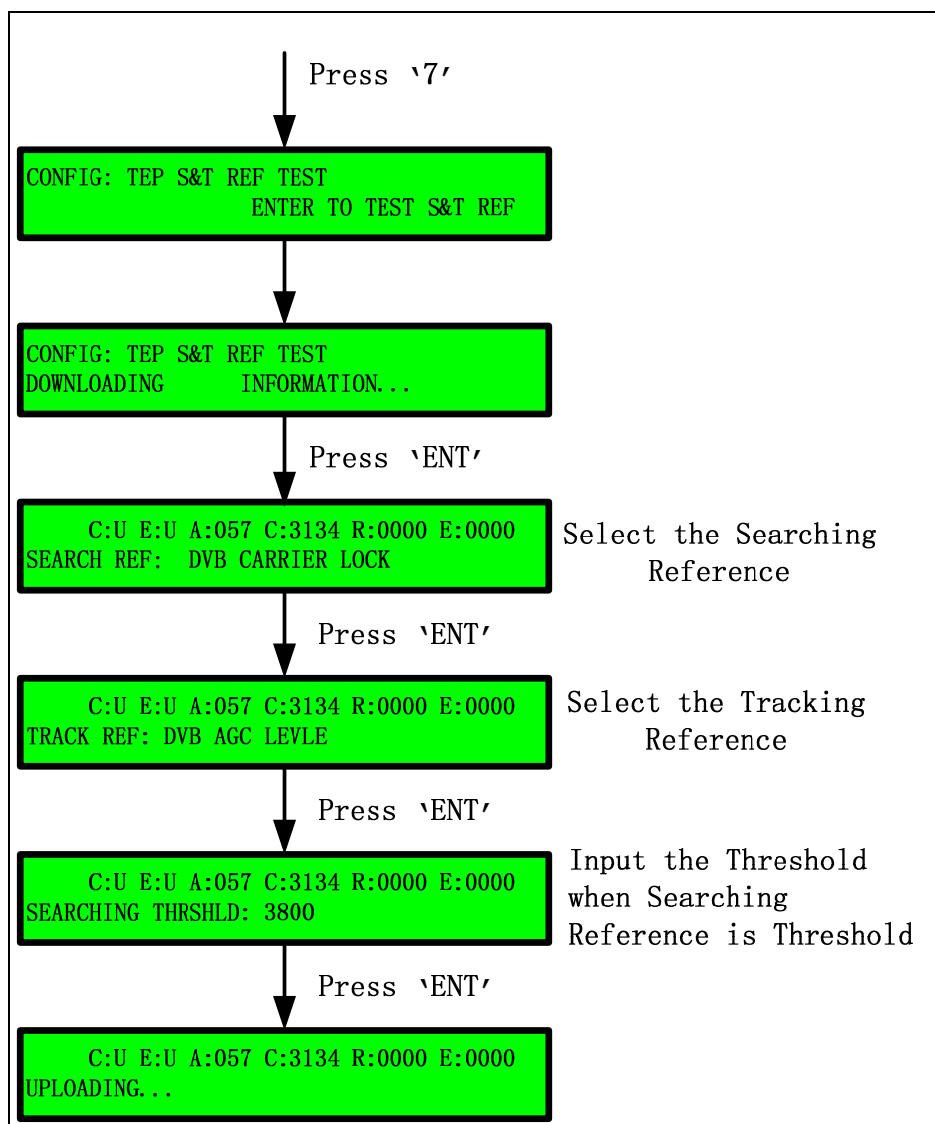 Press ‵7′
CONFIG: TEP S&T REF TEST
ENTER TO TEST S&T REF
CONFIG: TEP S&T REF TEST
DOWNLOADING INFORMATION...
Press ‵ENT′
C:U E:U A:057 C:3134 R:0000 E:0000
SEARCH REF: DVB CARRIER LOCK
Select the Searching
Reference
Press ‵ENT′
C:U E:U A:057 C:3134 R:0000 E:0000
TRACK REF: DVB AGC LEVLE
Select the Tracking
Reference
Press ‵ENT′
C:U E:U A:057 C:3134 R:0000 E:0000
SEARCHING THRSHLD: 3800
Input the Threshold
when Searching
Reference is Threshold
Press ‵ENT′
C:U E:U A:057 C:3134 R:0000 E:0000
UPLOADING...